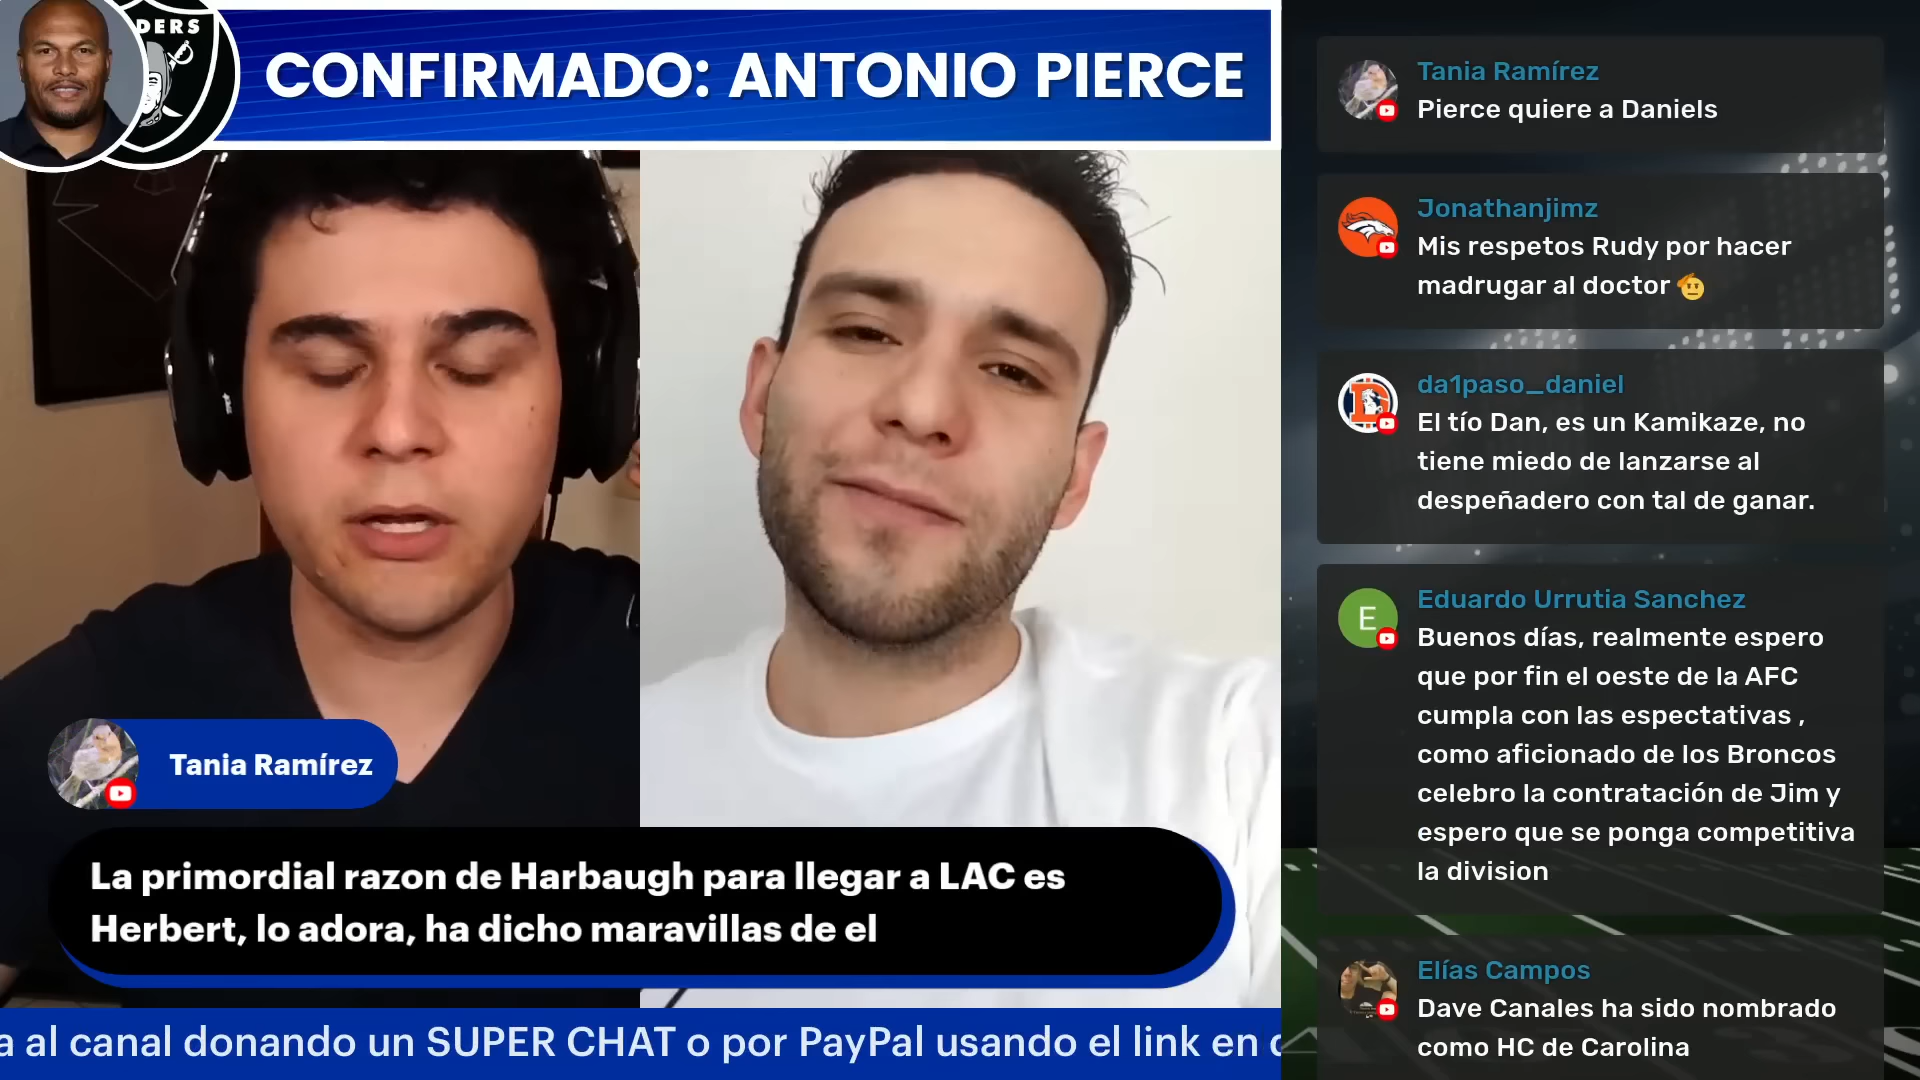 DERS
CONFIRMADO: ANTONIO PIERCE
Tania Ramírez
La primordial razon de Harbaugh para llegar a LAC es
Herbert, lo adora, ha dicho maravillas de el
a al canal donando un SUPER CHAT o por PayPal usando el link en
Tania Ramírez
Pierce quiere a Daniels
Jonathanjimz
Mis respetos Rudy por hacer
madrugar al doctor 🫡
da1paso_daniel
El tío Dan, es un Kamikaze, no
tiene miedo de lanzarse al
despeñadero con tal de ganar.
E
Eduardo Urrutia Sanchez
Buenos días, realmente espero
que por fin el oeste de la AFC
cumpla con las espectativas ,
como aficionado de los Broncos
celebro la contratación de Jim y
espero que se ponga competitiva
la division
Elías Campos
Dave Canales ha sido nombrado
como HC de Carolina